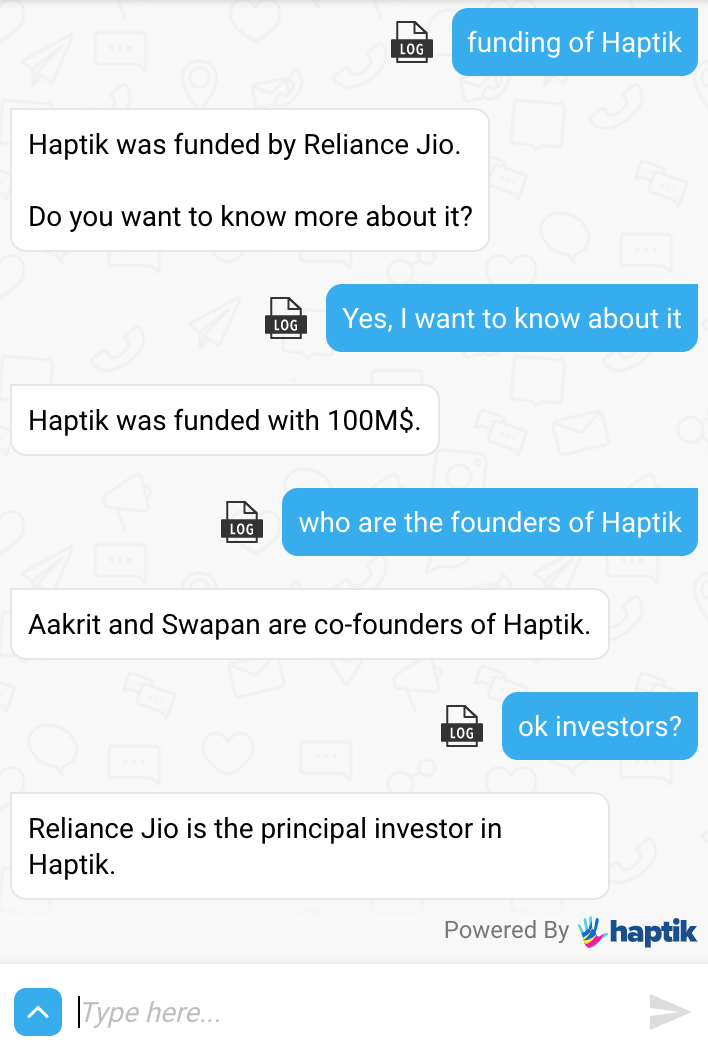 LOG
funding of Haptik
Haptik was funded by Reliance Jio.
Do you want to know more about it?
LOG
Yes, I want to know about it
Haptik was funded with 100M$.
LOG
who are the founders of Haptik
Aakrit and Swapan are co-founders of Haptik.
LOG
ok investors?
Reliance Jio is the principal investor in
Haptik.
Powered By haptik
Type here...